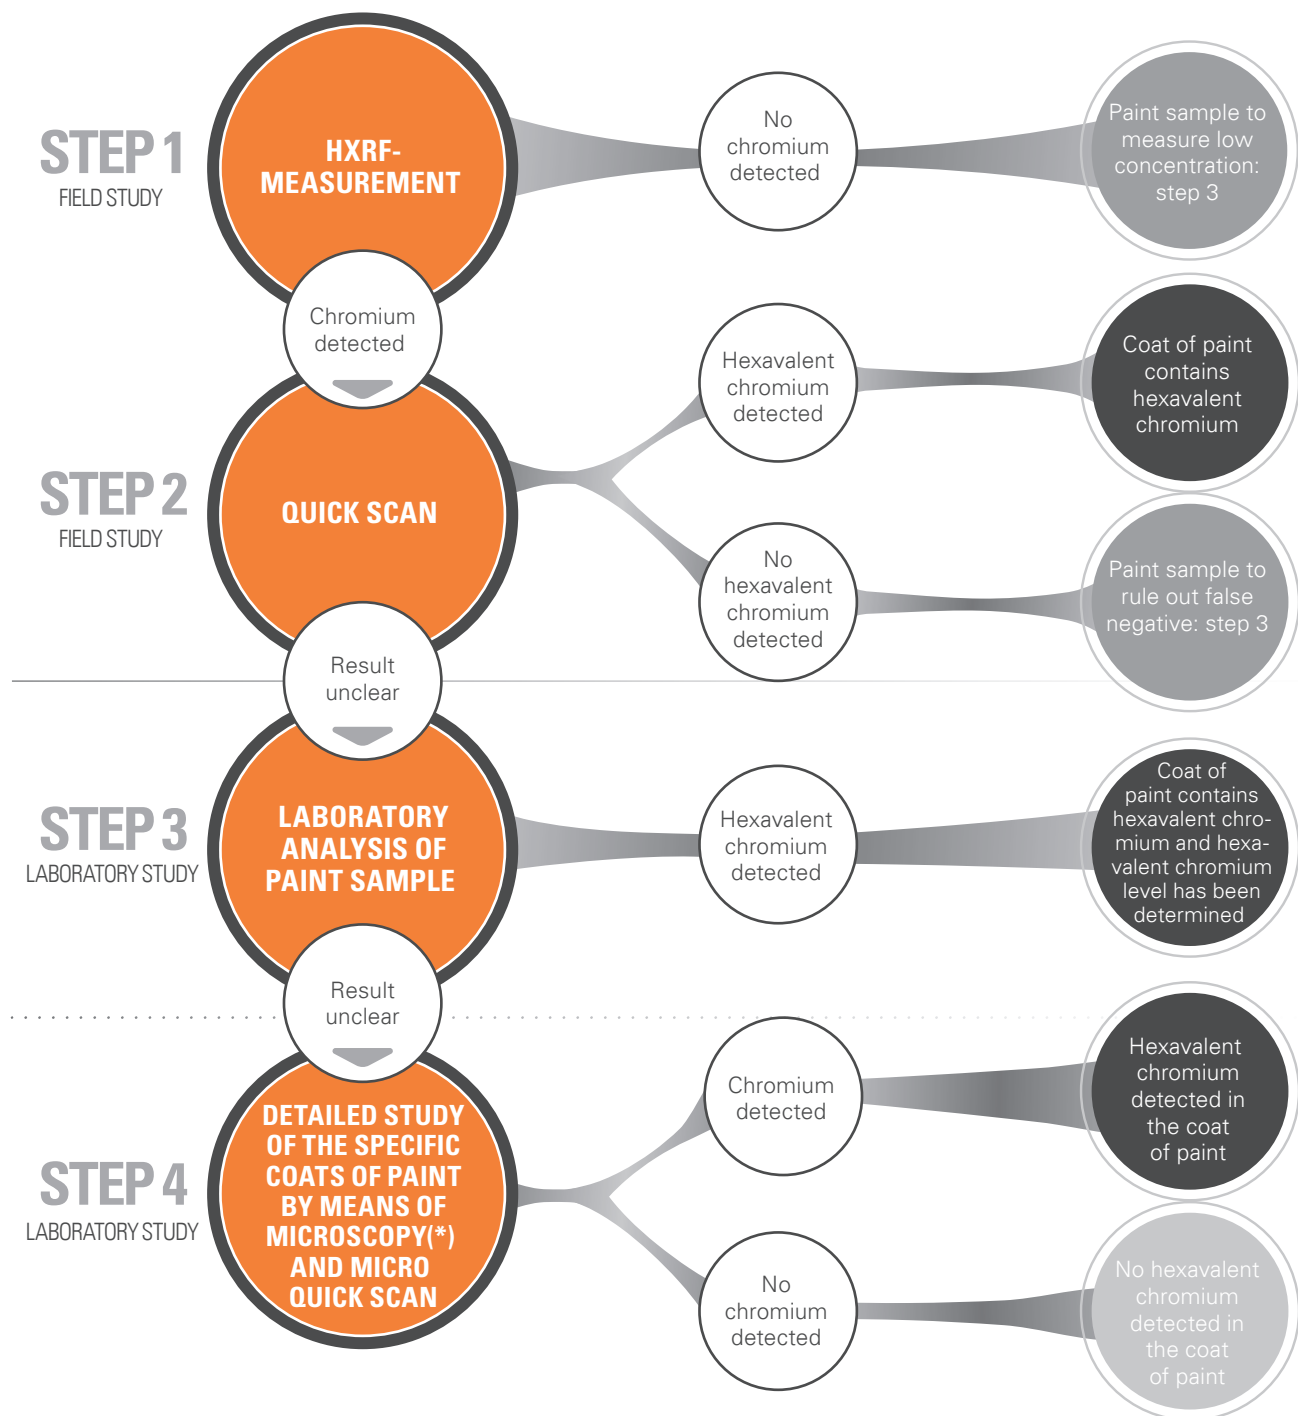 STEP 1
FIELD STUDY
HXRF-
MEASUREMENT
No
chromium
detected
Paint sample to
measure low
concentration:
step 3
Chromium
detected
STEP 2
FIELD STUDY
QUICK SCAN
Hexavalent
chromium
detected
Coat of paint
contains
hexavalent
chromium
No
hexavalent
chromium
detected
Paint sample to
rule out false
negative: step 3
Result
unclear
STEP 3
LABORATORY STUDY
LABORATORY
ANALYSIS OF
PAINT SAMPLE
Hexavalent
chromium
detected
Coat of
paint contains
hexavalent chro-
mium and hexa-
valent chromium
level has been
determined
Result
unclear
STEP 4
LABORATORY STUDY
DETAILED STUDY
OF THE SPECIFIC
COATS OF PAINT
BY MEANS OF
MICROSCOPY(*)
AND MICRO
QUICK SCAN
Chromium
detected
Hexavalent
chromium
detected in
the coat
of paint
No
chromium
detected
No hexavalent
chromium
detected in
the coat
of paint